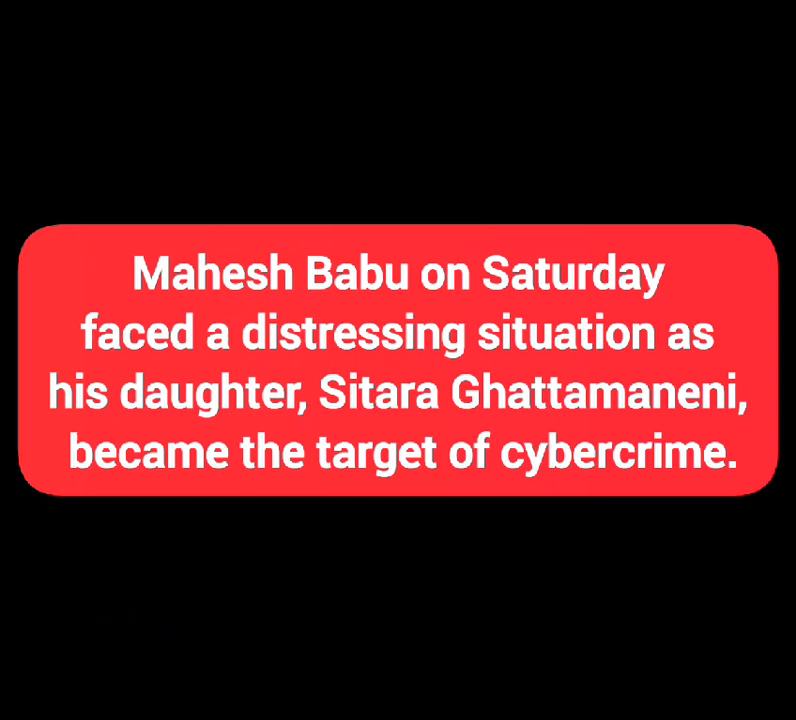 Mahesh Babu on Saturday
faced a distressing situation as
his daughter, Sitara Ghattamaneni,
became the target of cybercrime.